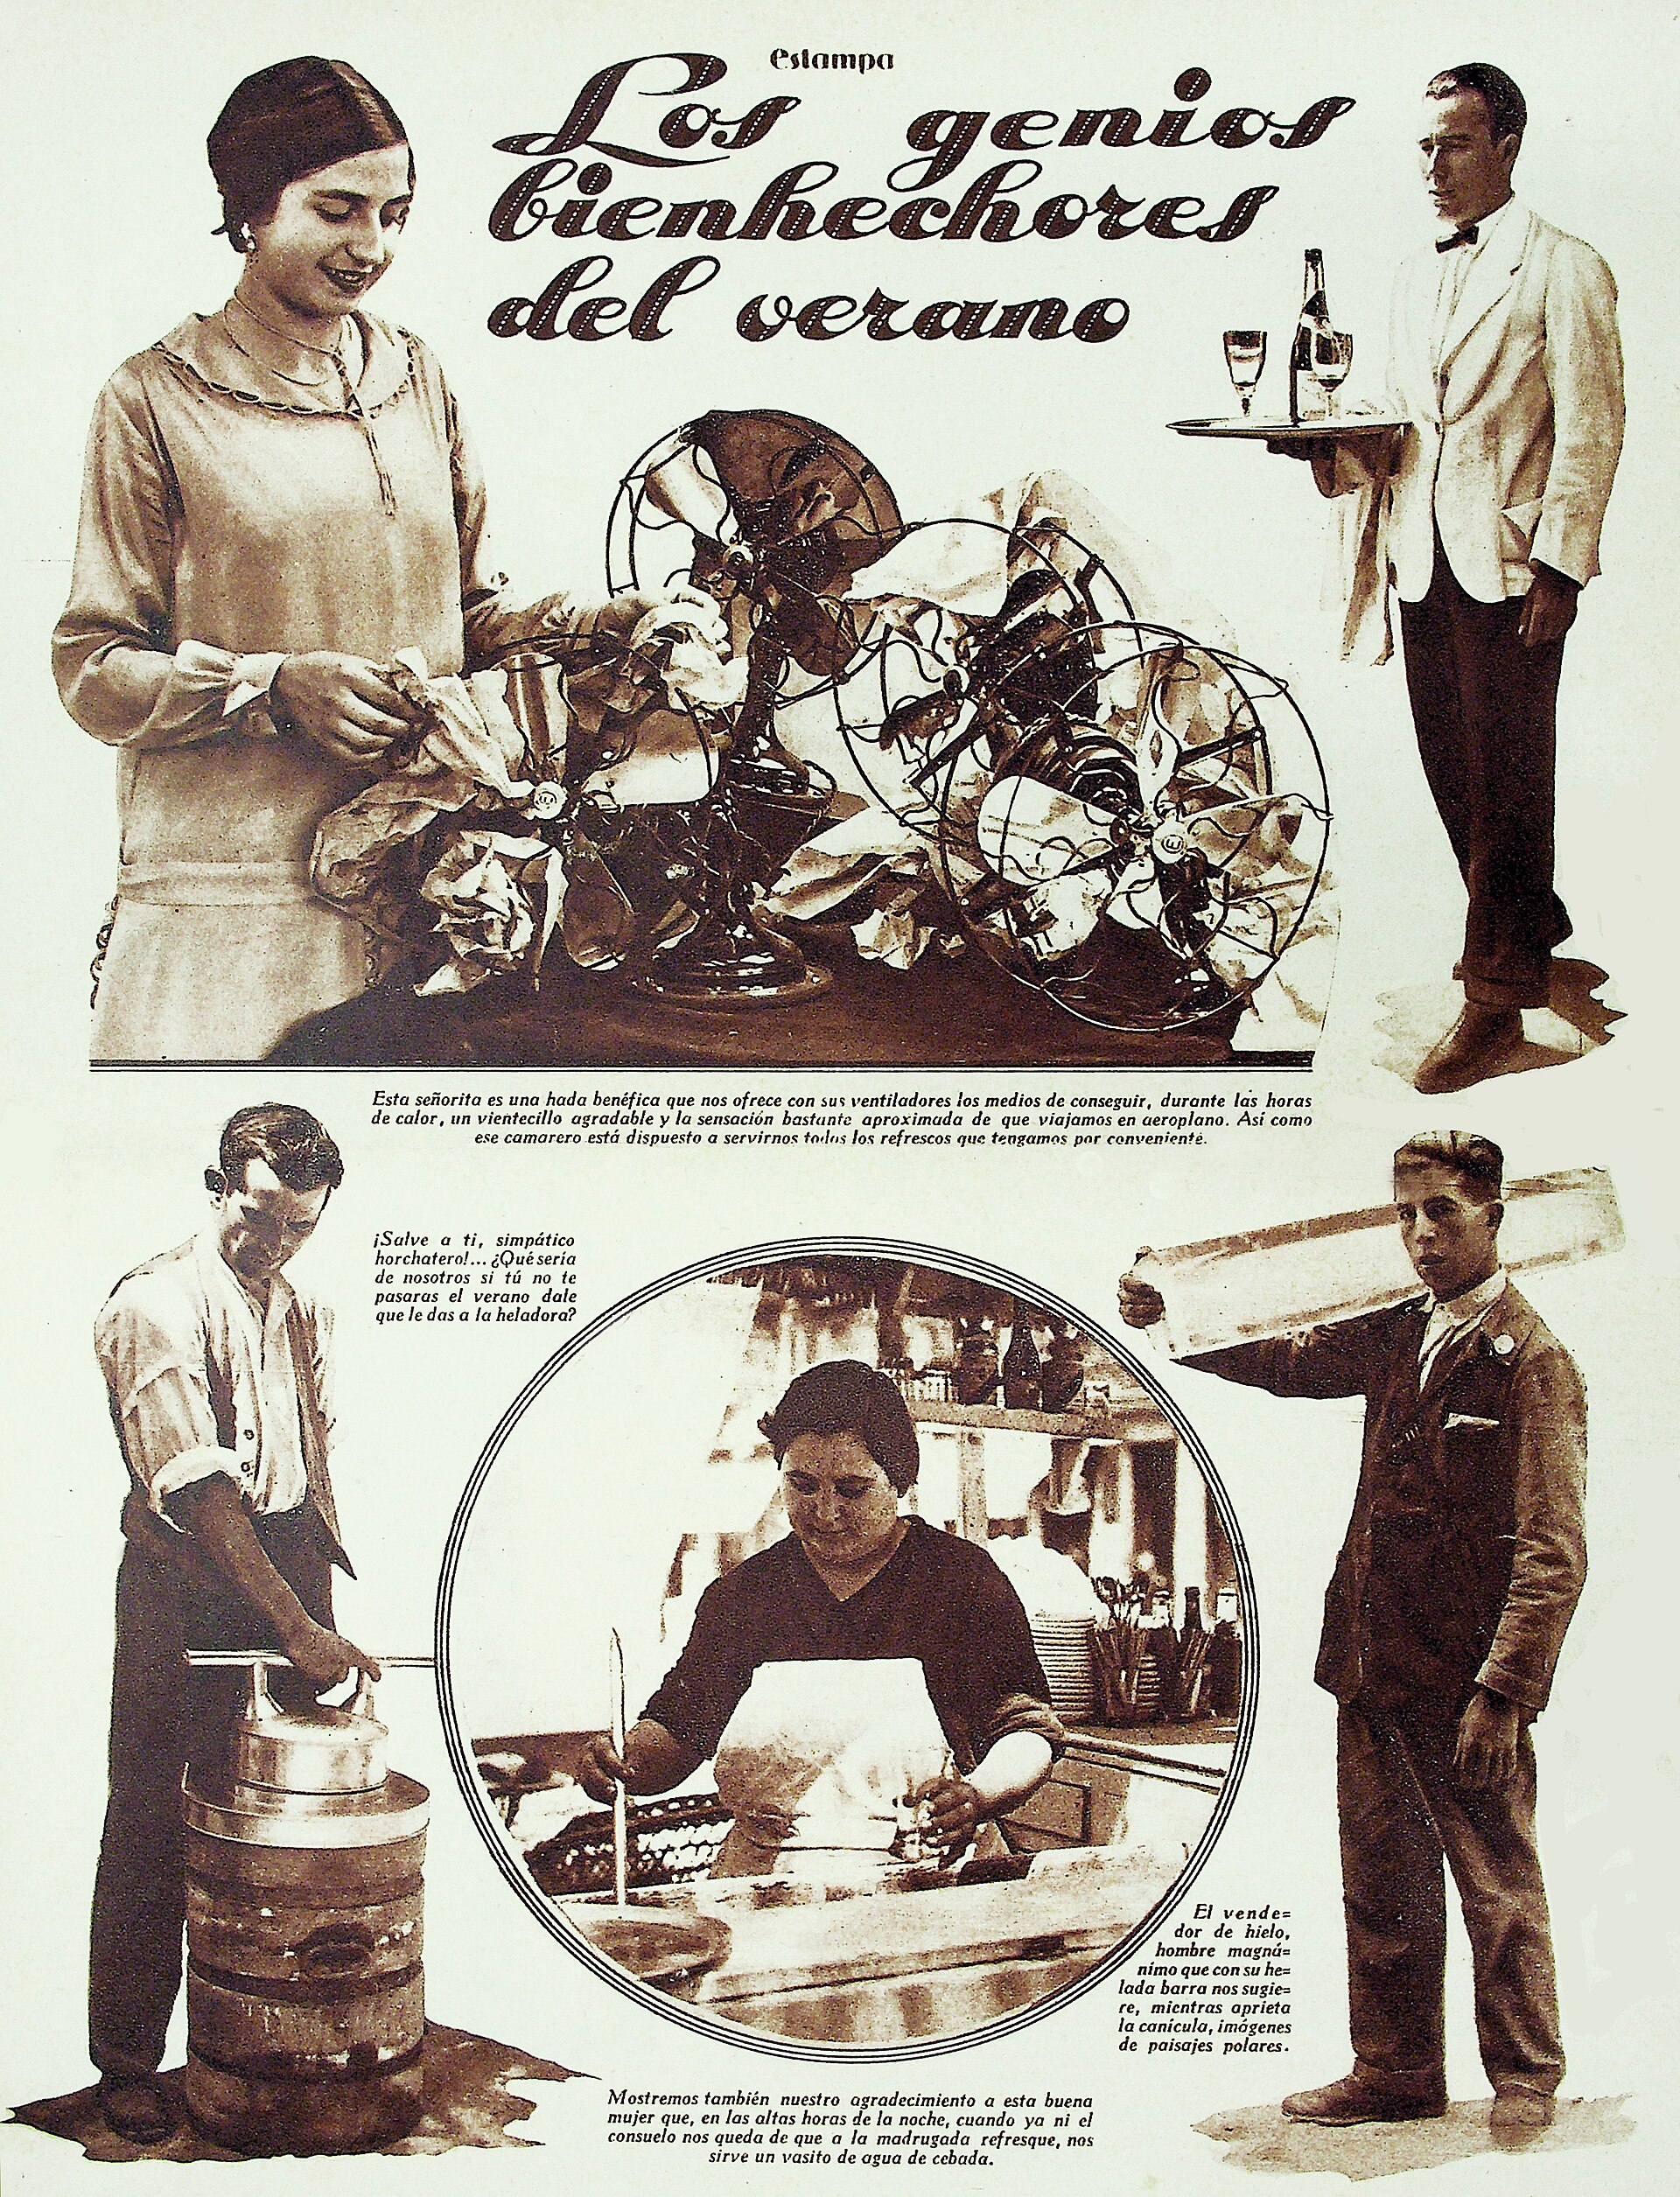 estampa
Los genios
bienhechores
del verano
Esta señorita es una hada benéfica que nos ofrece con sus ventiladores los medios de conseguir, durante las horas
de calor, un vientecillo agradable y la sensación bastante aproximada de que viajamos en aeroplano. Así como
ese camarero está dispuesto a servirnos todos los refrescos que tengamos por conveniente.
¡Salve a ti, simpático
horchatero!... ¿Qué sería
de nosotros si tú no te
pasaras el verano dale
que le das a la heladora?
El vende=
dor de hielo,
hombre magná=
nimo que con su he=
lada barra nos sugie=
re, mientras aprieta
la canícula, imágenes
de paisajes polares.
Mostremos también nuestro agradecimiento a esta buena
mujer que, en las altas horas de la noche, cuando ya ni el
consuelo nos queda de que a la madrugada refresque, nos
sirve un vasito de agua de cebada.